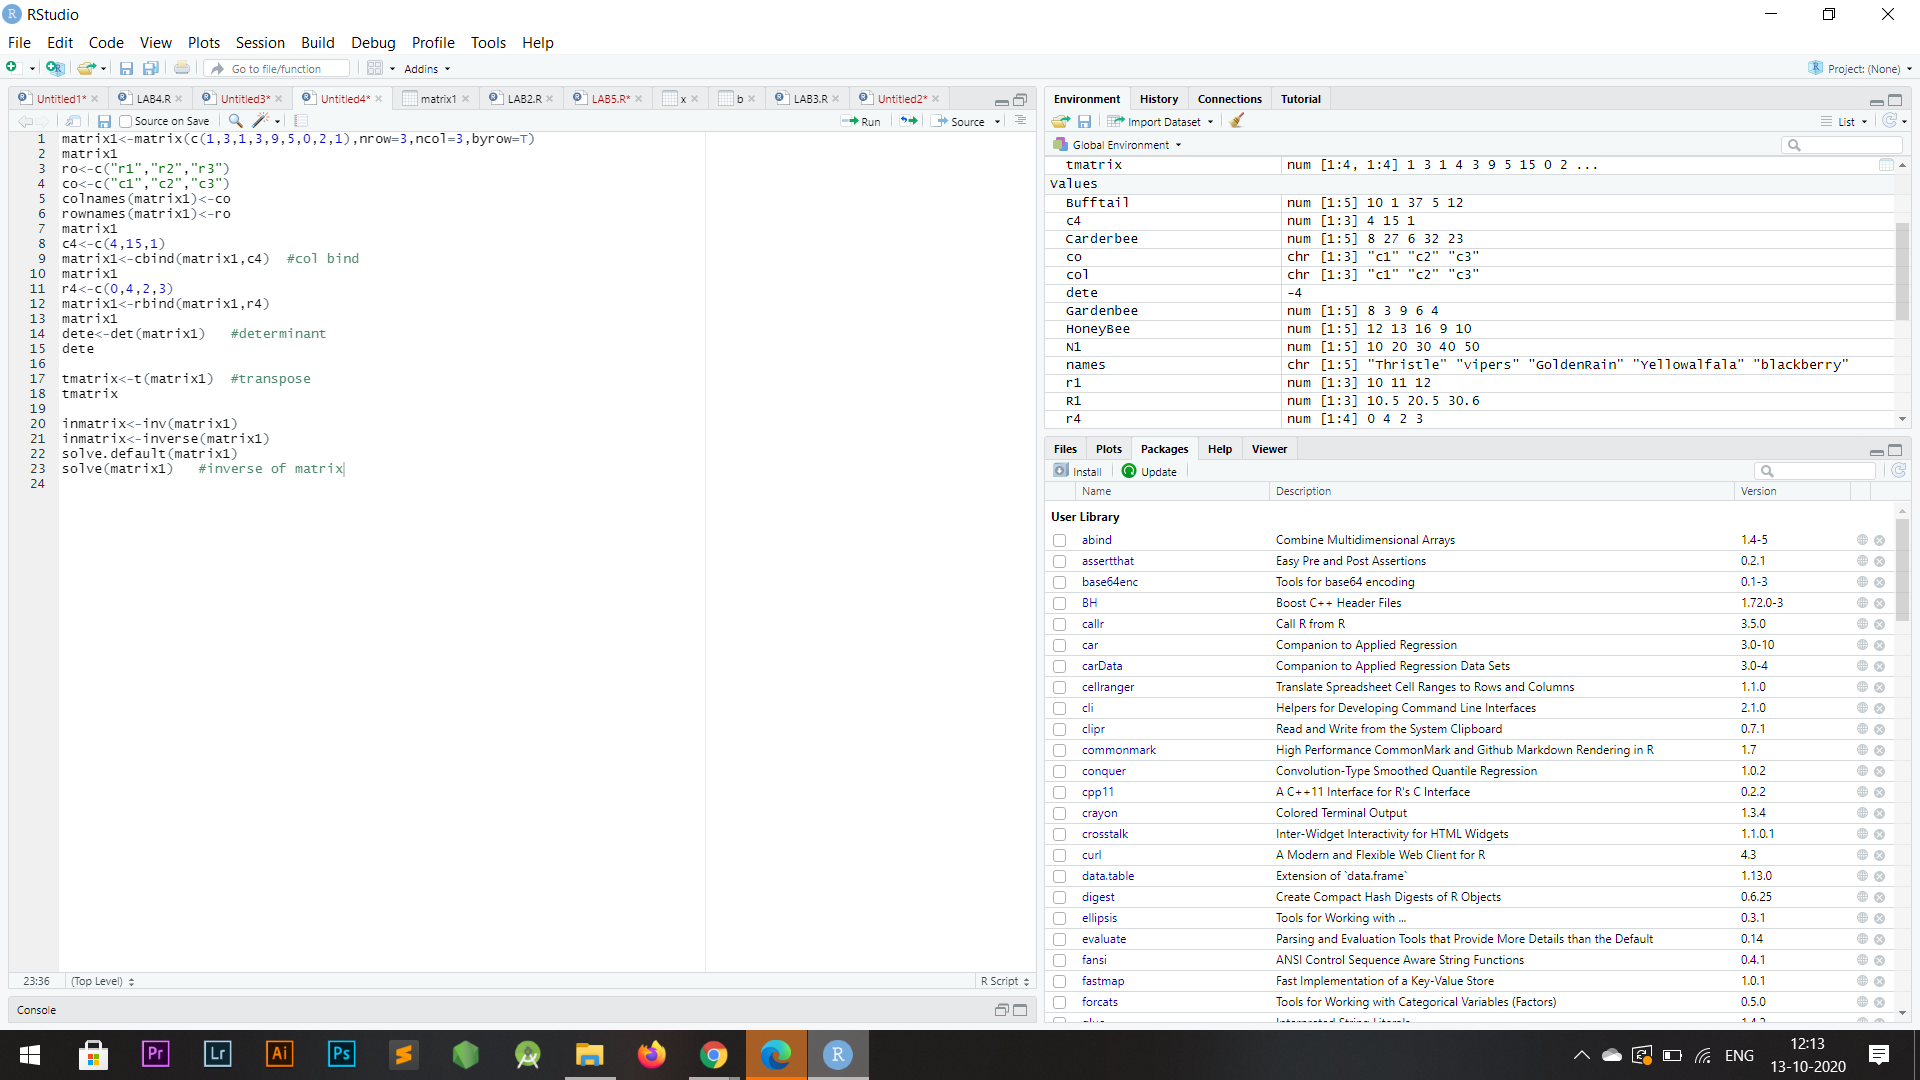 RStudio
File Edit Code View Plots Session Build Debug Profile Tools Help
Go to file/function Addins Project: (None)
Untitled1* LAB4.R Untitled3* Untitled4* matrix1 LAB2.R LAB5.R* x b LAB3.R Untitled2*
Source on Save Run Source
1 matrix1<-matrix(c(1,3,1,3,9,5,0,2,1),nrow=3,ncol=3,byrow=T)
2 matrix1
3 ro<-c("r1","r2","r3")
4 co<-c("c1","c2","c3")
5 colnames(matrix1)<-co
6 rownames(matrix1)<-ro
7 matrix1
8 c4<-c(4,15,1)
9 matrix1<-cbind(matrix1,c4)  #col bind
10 matrix1
11 r4<-c(0,4,2,3)
12 matrix1<-rbind(matrix1,r4)
13 matrix1
14 dete<-det(matrix1)   #determinant
15 dete
16
17 tmatrix<-t(matrix1)  #transpose
18 tmatrix
19
20 inmatrix<-inv(matrix1)
21 inmatrix<-inverse(matrix1)
22 solve.default(matrix1)
23 solve(matrix1)   #inverse of matrix
24
23:36 (Top Level) R Script
Console
Environment History Connections Tutorial
Import Dataset List
Global Environment
tmatrix num [1:4, 1:4] 1 3 1 4 3 9 5 15 0 2 ...
Values
Bufftail num [1:5] 10 1 37 5 12
c4 num [1:3] 4 15 1
Carderbee num [1:5] 8 27 6 32 23
co chr [1:3] "c1" "c2" "c3"
col chr [1:3] "c1" "c2" "c3"
dete -4
Gardenbee num [1:5] 8 3 9 6 4
HoneyBee num [1:5] 12 13 16 9 10
N1 num [1:5] 10 20 30 40 50
names chr [1:5] "Thristle" "vipers" "GoldenRain" "Yellowalfala" "blackberry"
r1 num [1:3] 10 11 12
R1 num [1:3] 10.5 20.5 30.6
r4 num [1:4] 0 4 2 3
Files Plots Packages Help Viewer
Install Update
Name Description Version
User Library
abind Combine Multidimensional Arrays 1.4-5
assertthat Easy Pre and Post Assertions 0.2.1
base64enc Tools for base64 encoding 0.1-3
BH Boost C++ Header Files 1.72.0-3
callr Call R from R 3.5.0
car Companion to Applied Regression 3.0-10
carData Companion to Applied Regression Data Sets 3.0-4
cellranger Translate Spreadsheet Cell Ranges to Rows and Columns 1.1.0
cli Helpers for Developing Command Line Interfaces 2.1.0
clipr Read and Write from the System Clipboard 0.7.1
commonmark High Performance CommonMark and Github Markdown Rendering in R 1.7
conquer Convolution-Type Smoothed Quantile Regression 1.0.2
cpp11 A C++11 Interface for R's C Interface 0.2.2
crayon Colored Terminal Output 1.3.4
crosstalk Inter-Widget Interactivity for HTML Widgets 1.1.0.1
curl A Modern and Flexible Web Client for R 4.3
data.table Extension of `data.frame` 1.13.0
digest Create Compact Hash Digests of R Objects 0.6.25
ellipsis Tools for Working with ... 0.3.1
evaluate Parsing and Evaluation Tools that Provide More Details than the Default 0.14
fansi ANSI Control Sequence Aware String Functions 0.4.1
fastmap Fast Implementation of a Key-Value Store 1.0.1
forcats Tools for Working with Categorical Variables (Factors) 0.5.0
Pr Lr Ai Ps R
ENG
12:13
13-10-2020